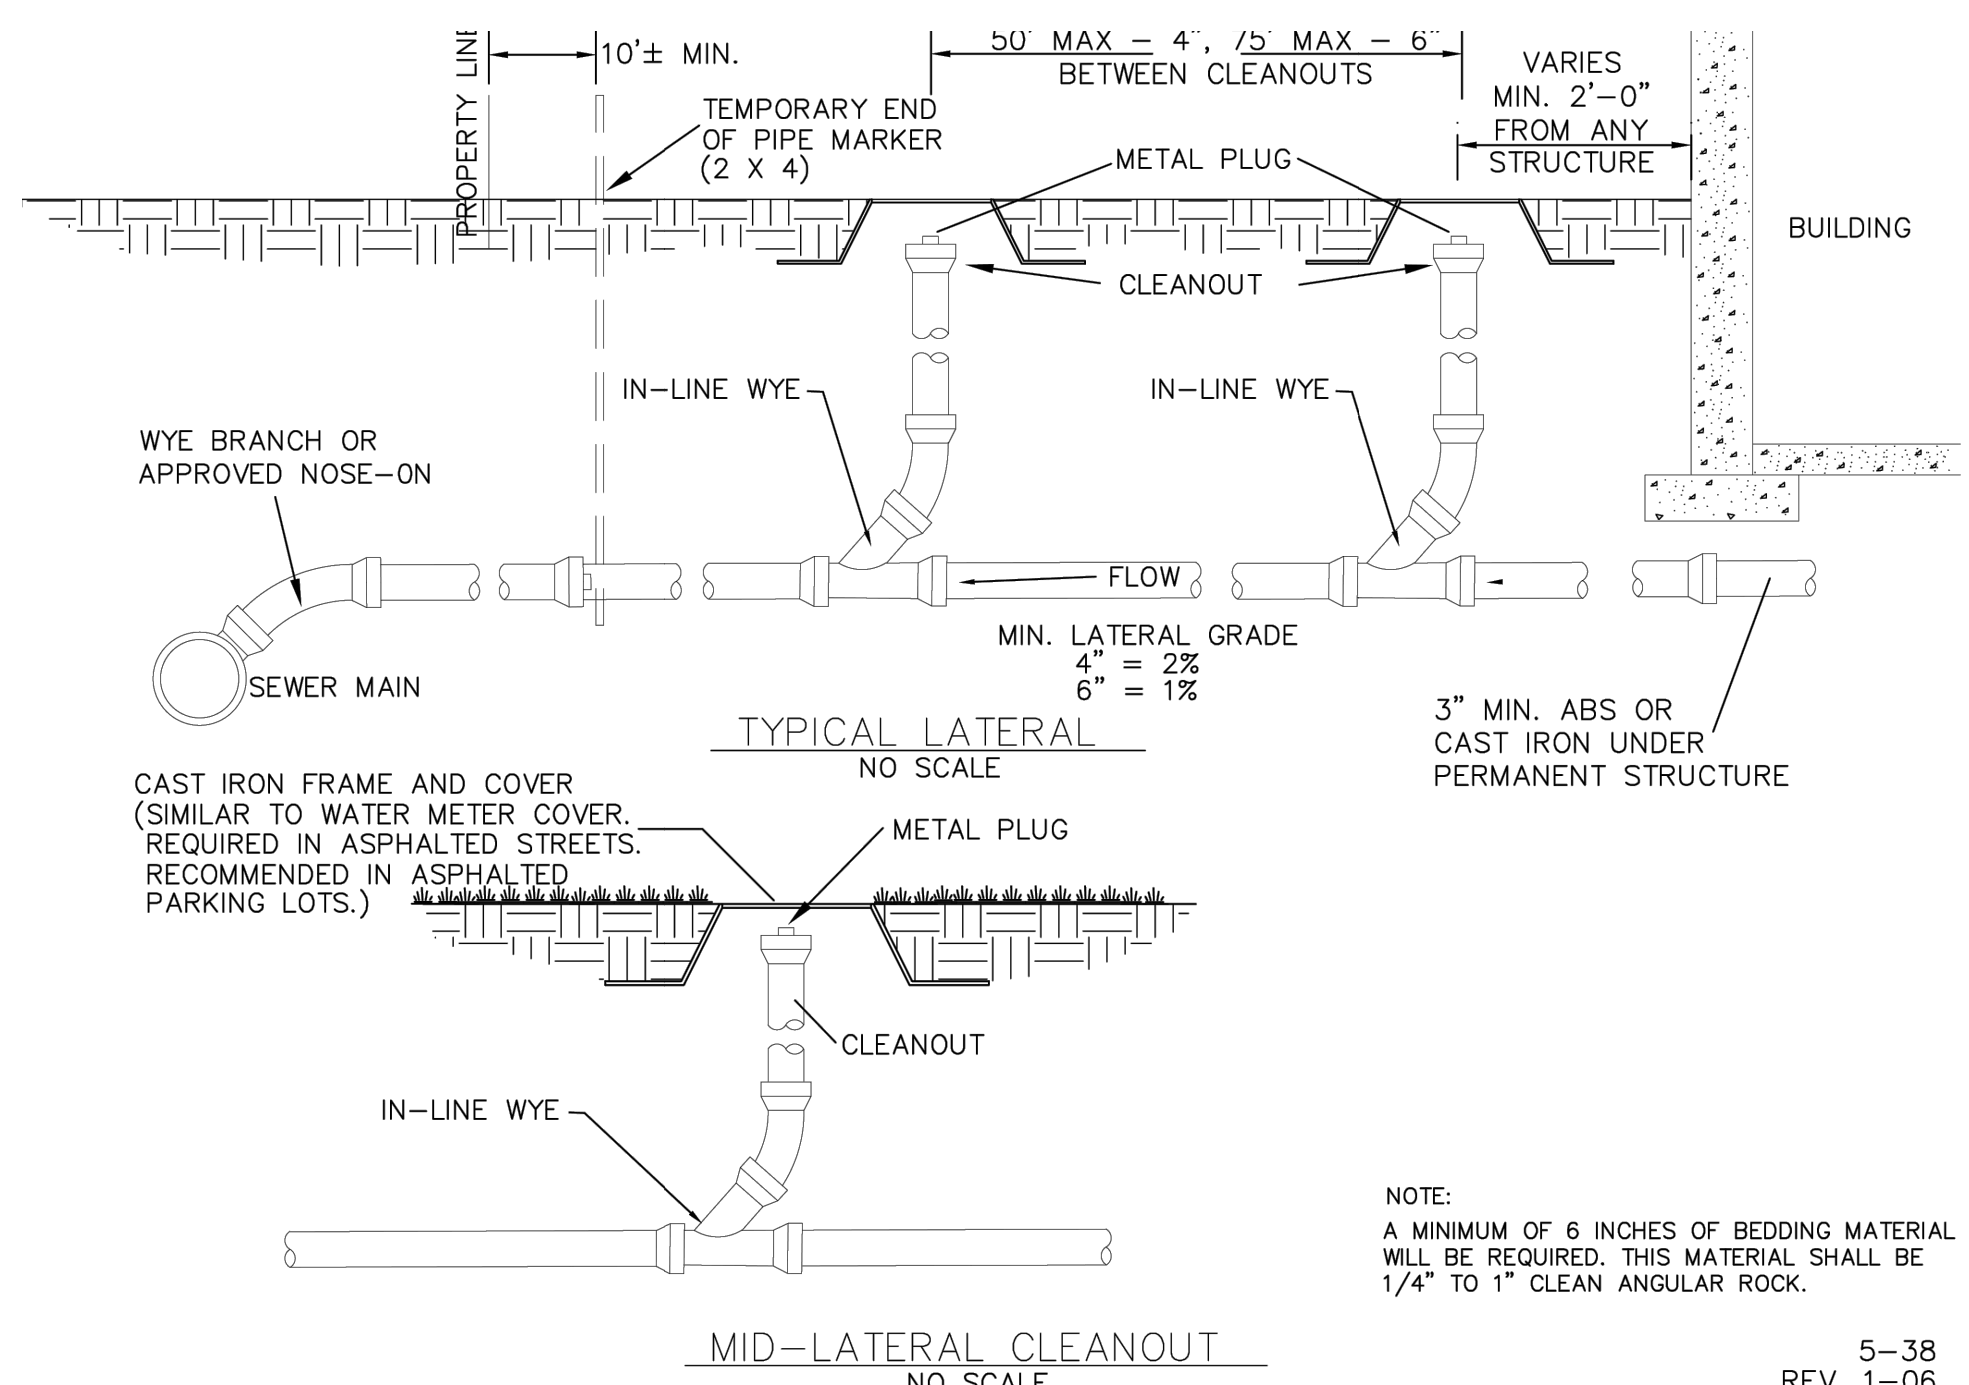 PROPERTY LINE
10'± MIN.
50' MAX – 4", 75' MAX – 6"
BETWEEN CLEANOUTS
VARIES
MIN. 2'–0"
FROM ANY
STRUCTURE
TEMPORARY END
OF PIPE MARKER
(2 X 4)
METAL PLUG
BUILDING
CLEANOUT
IN–LINE WYE
IN–LINE WYE
WYE BRANCH OR
APPROVED NOSE–ON
FLOW
MIN. LATERAL GRADE
4" = 2%
6" = 1%
SEWER MAIN
3" MIN. ABS OR
CAST IRON UNDER
PERMANENT STRUCTURE
TYPICAL LATERAL
NO SCALE
CAST IRON FRAME AND COVER
(SIMILAR TO WATER METER COVER.
REQUIRED IN ASPHALTED STREETS.
RECOMMENDED IN ASPHALTED
PARKING LOTS.)
METAL PLUG
CLEANOUT
IN–LINE WYE
NOTE:
A MINIMUM OF 6 INCHES OF BEDDING MATERIAL
WILL BE REQUIRED. THIS MATERIAL SHALL BE
1/4" TO 1" CLEAN ANGULAR ROCK.
MID–LATERAL CLEANOUT
NO SCALE
5–38
REV. 1–06